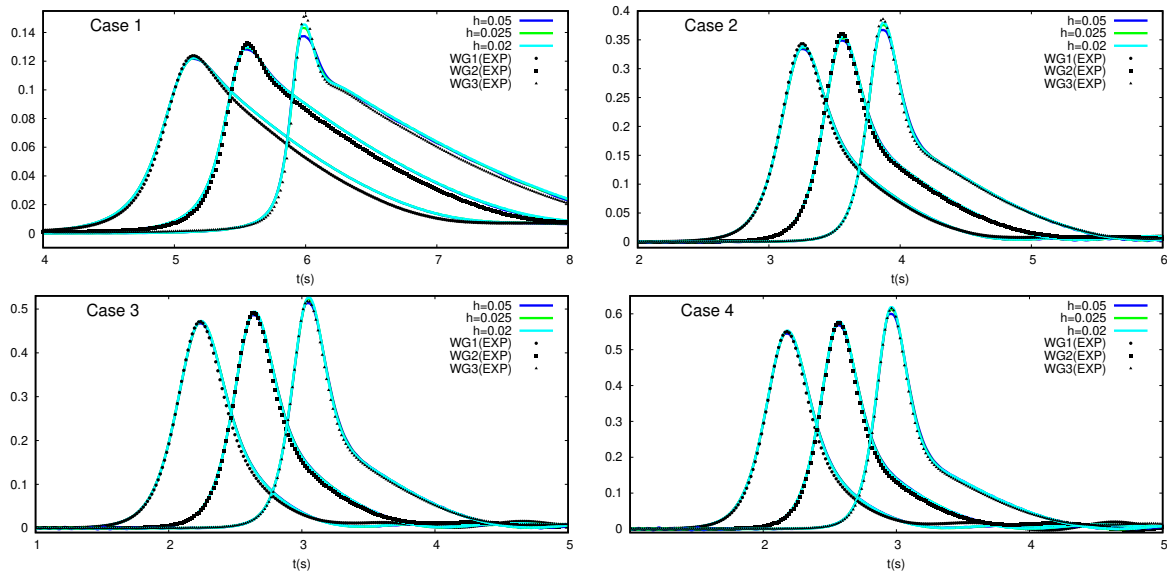 Case 1
h=0.05
h=0.025
h=0.02
WG1(EXP)
WG2(EXP)
WG3(EXP)
0.14
0.12
0.1
0.08
0.06
0.04
0.02
0
4 5 6 7 8
t(s)
Case 2
h=0.05
h=0.025
h=0.02
WG1(EXP)
WG2(EXP)
WG3(EXP)
0.4
0.35
0.3
0.25
0.2
0.15
0.1
0.05
0
2 3 4 5 6
t(s)
Case 3
h=0.05
h=0.025
h=0.02
WG1(EXP)
WG2(EXP)
WG3(EXP)
0.5
0.4
0.3
0.2
0.1
0
1 2 3 4 5
t(s)
Case 4
h=0.05
h=0.025
h=0.02
WG1(EXP)
WG2(EXP)
WG3(EXP)
0.6
0.5
0.4
0.3
0.2
0.1
0
2 3 4 5
t(s)